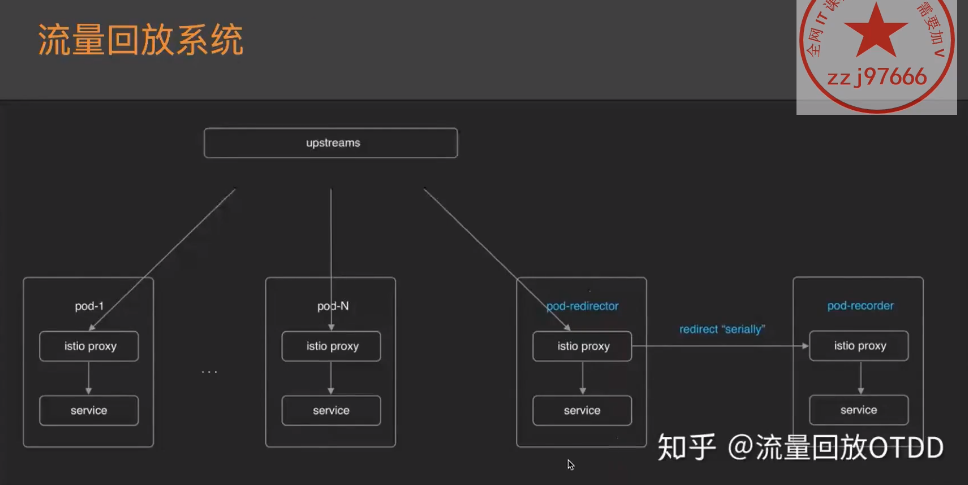 流量回放系统
全网IT课
需要加V
zzj97666
upstreams
pod-1
istio proxy
service
...
pod-N
istio proxy
service
pod-redirector
istio proxy
service
redirect “serially”
pod-recorder
istio proxy
service
知乎 @流量回放OTDD